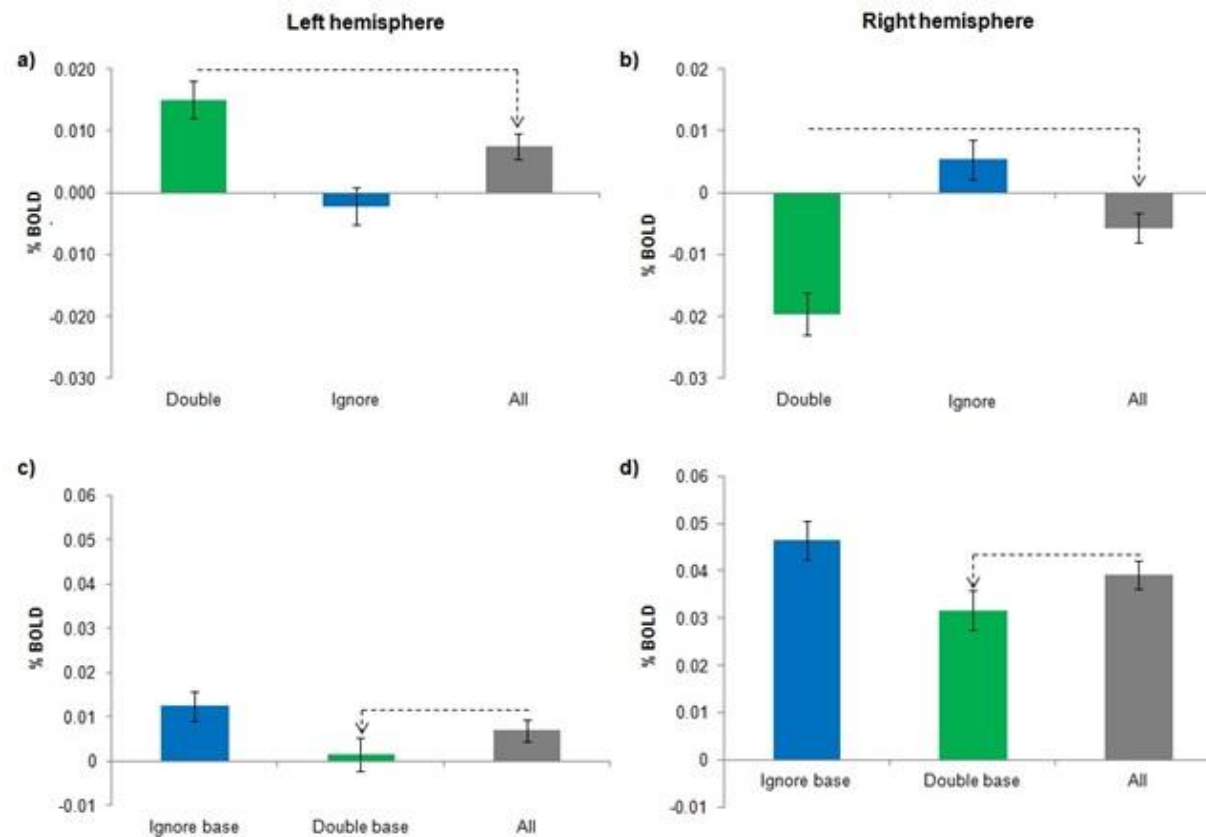 Left hemisphere
Right hemisphere
a)
0.020
0.010
0.000
-0.010
-0.020
-0.030
% BOLD
Double Ignore All
b)
0.02
0.01
0
-0.01
-0.02
-0.03
% BOLD
Double Ignore All
c)
0.06
0.05
0.04
0.03
0.02
0.01
0
-0.01
% BOLD
Ignore base Double base All
d)
0.06
0.05
0.04
0.03
0.02
0.01
0
-0.01
% BOLD
Ignore base Double base All